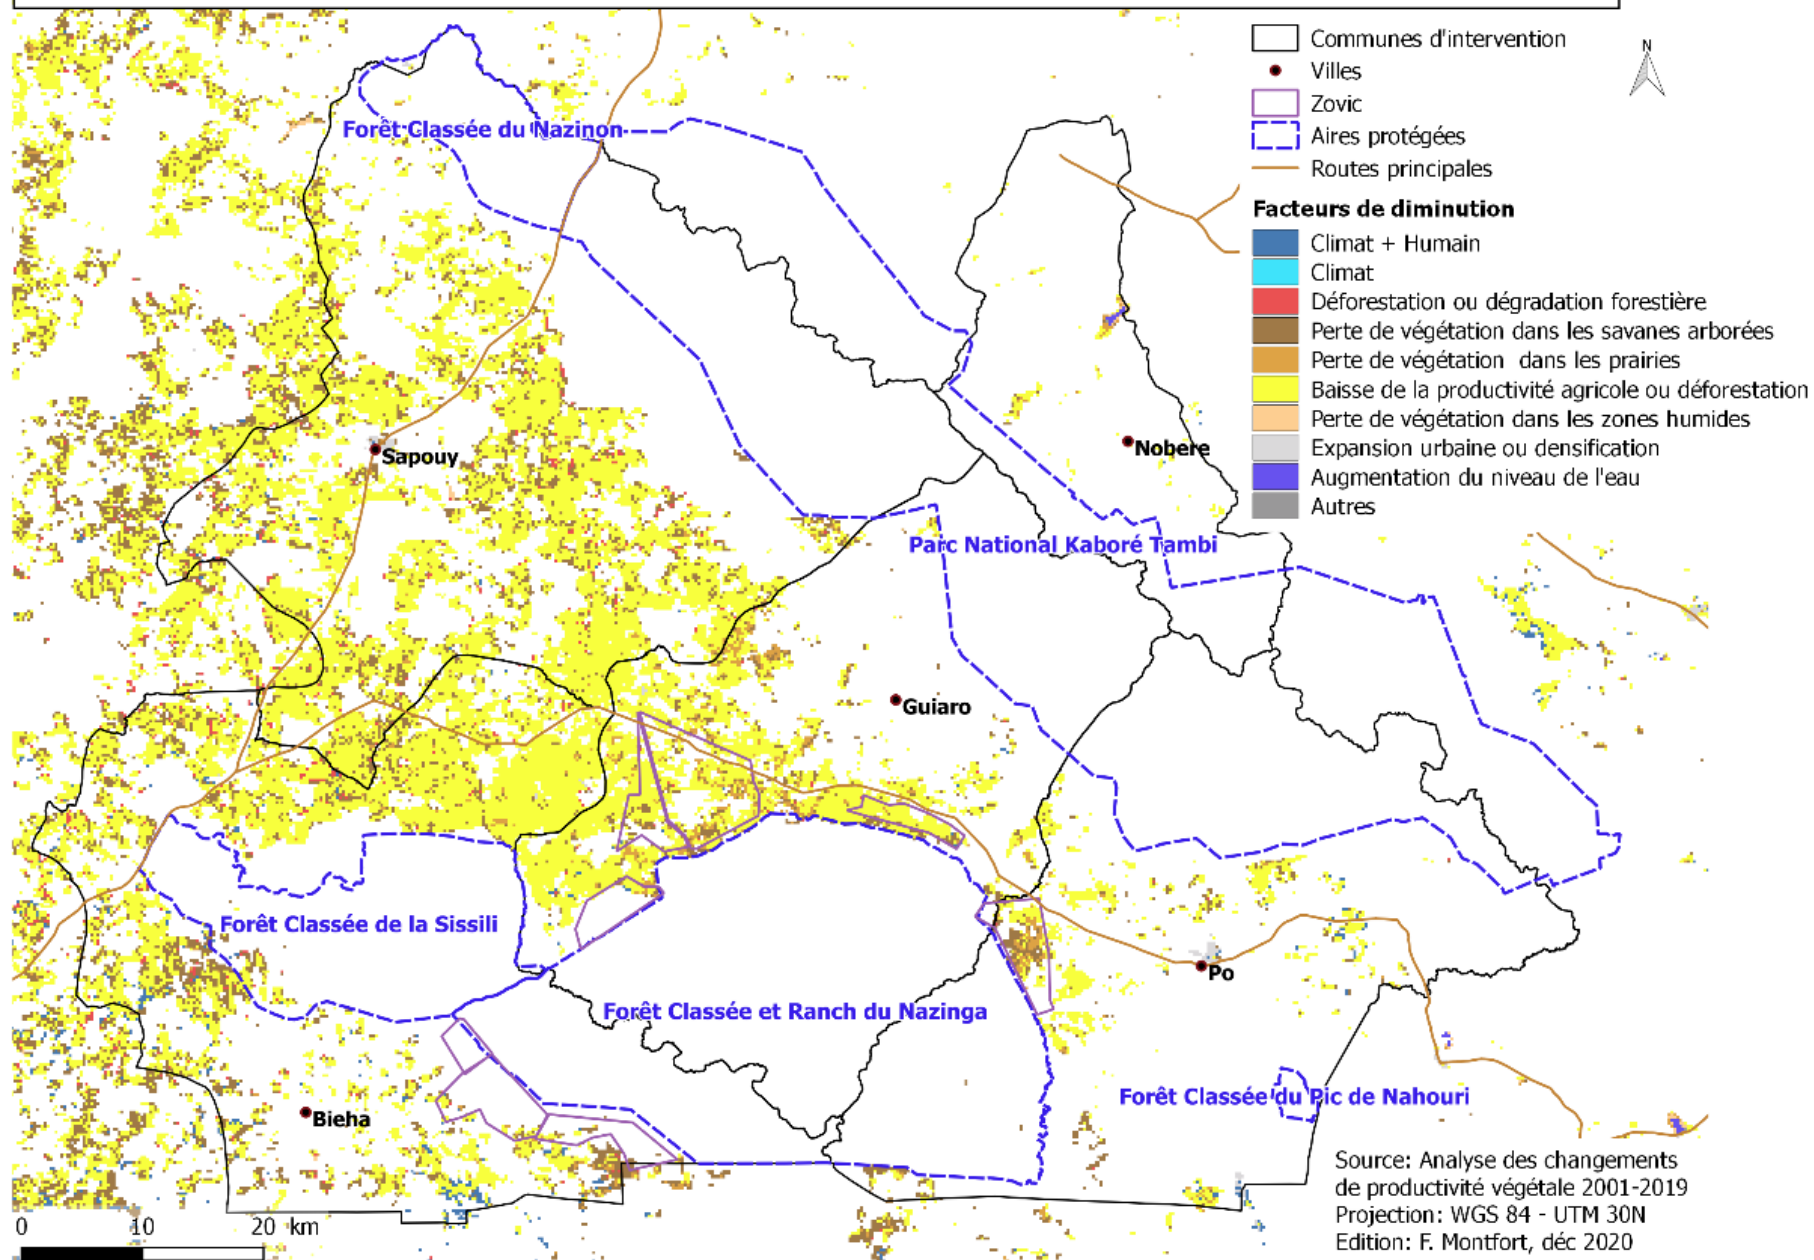 Communes d'intervention
Villes
Zovic
Aires protégées
Routes principales
Facteurs de diminution
Climat + Humain
Climat
Déforestation ou dégradation forestière
Perte de végétation dans les savanes arborées
Perte de végétation dans les prairies
Baisse de la productivité agricole ou déforestation
Perte de végétation dans les zones humides
Expansion urbaine ou densification
Augmentation du niveau de l'eau
Autres
N
Forêt Classée du Nazinon
Sapouy
Nobere
Parc National Kaboré Tambi
Guiaro
Forêt Classée de la Sissili
Po
Forêt Classée et Ranch du Nazinga
Forêt Classée du Pic de Nahouri
Bieha
0 10 20 km
Source: Analyse des changements
de productivité végétale 2001-2019
Projection: WGS 84 - UTM 30N
Edition: F. Montfort, déc 2020